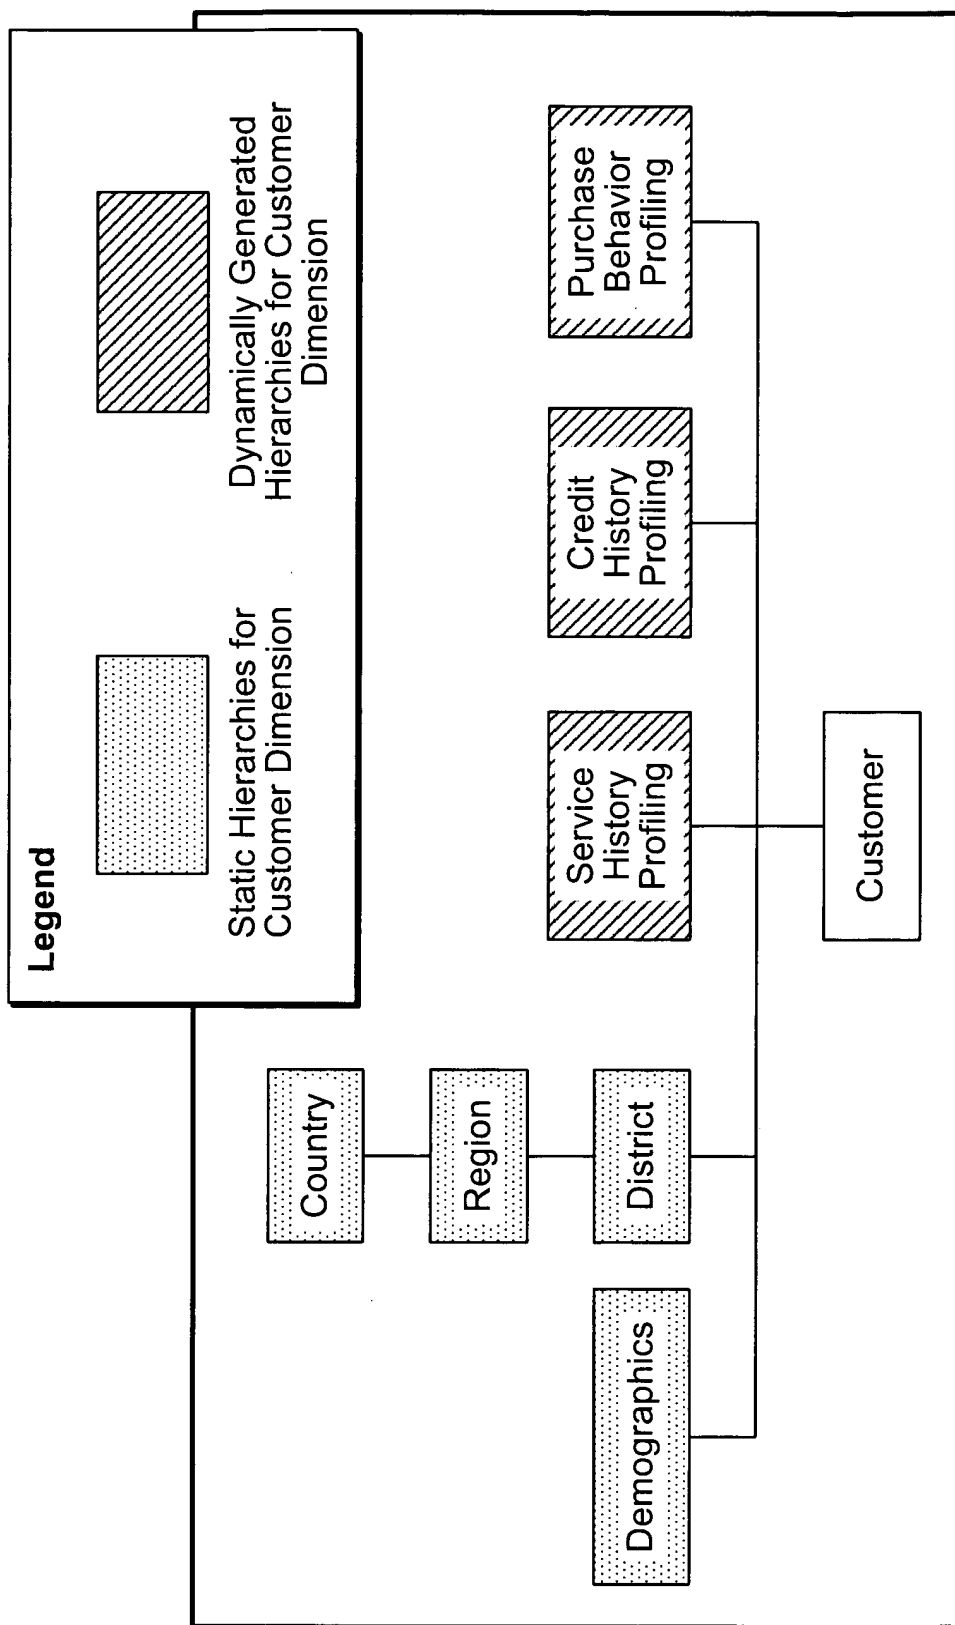 Legend
Static Hierarchies for
Customer Dimension
Dynamically Generated
Hierarchies for Customer
Dimension
Country
Region
District
Demographics
Service
History
Profiling
Credit
History
Profiling
Purchase
Behavior
Profiling
Customer